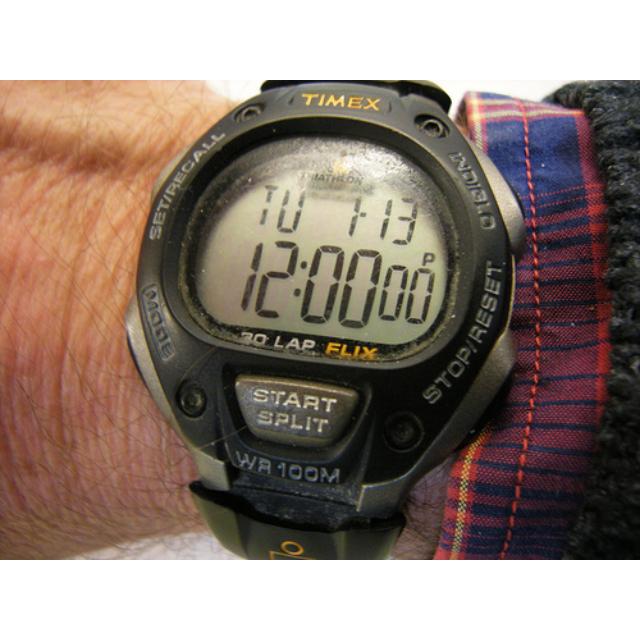 TIMEX
SET/RECALL
INDIGLO
TRIATHLON
TU 1-13
12:00 00 P
MODE
STOP/RESET
30 LAP FLIX
START
SPLIT
WR 100M